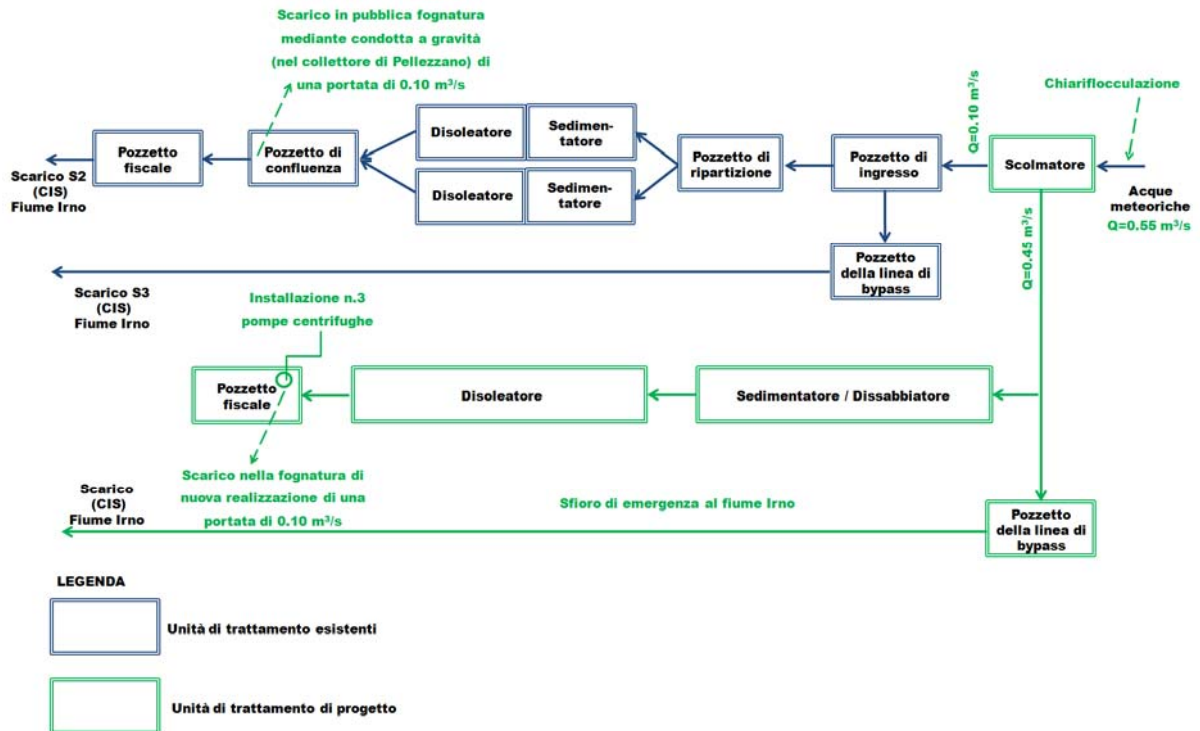 Scarico in pubblica fognatura
mediante condotta a gravità
(nel collettore di Pellezzano) di
una portata di 0.10 m³/s
Chiariflocculazione
Q=0.10 m³/s
Pozzetto
fiscale
Pozzetto di
confluenza
Disoleatore
Sedimen-
tatore
Disoleatore
Sedimen-
tatore
Pozzetto di
ripartizione
Pozzetto di
ingresso
Scolmatore
Scarico S2
(CIS)
Fiume Irno
Acque
meteoriche
Q=0.55 m³/s
Q=0.45 m³/s
Pozzetto
della linea di
bypass
Scarico S3
(CIS)
Fiume Irno
Installazione n.3
pompe centrifughe
Pozzetto
fiscale
Disoleatore
Sedimentatore / Dissabbiatore
Scarico nella fognatura di
nuova realizzazione di una
portata di 0.10 m³/s
Scarico
(CIS)
Fiume Irno
Sfioro di emergenza al fiume Irno
Pozzetto
della linea di
bypass
LEGENDA
Unità di trattamento esistenti
Unità di trattamento di progetto